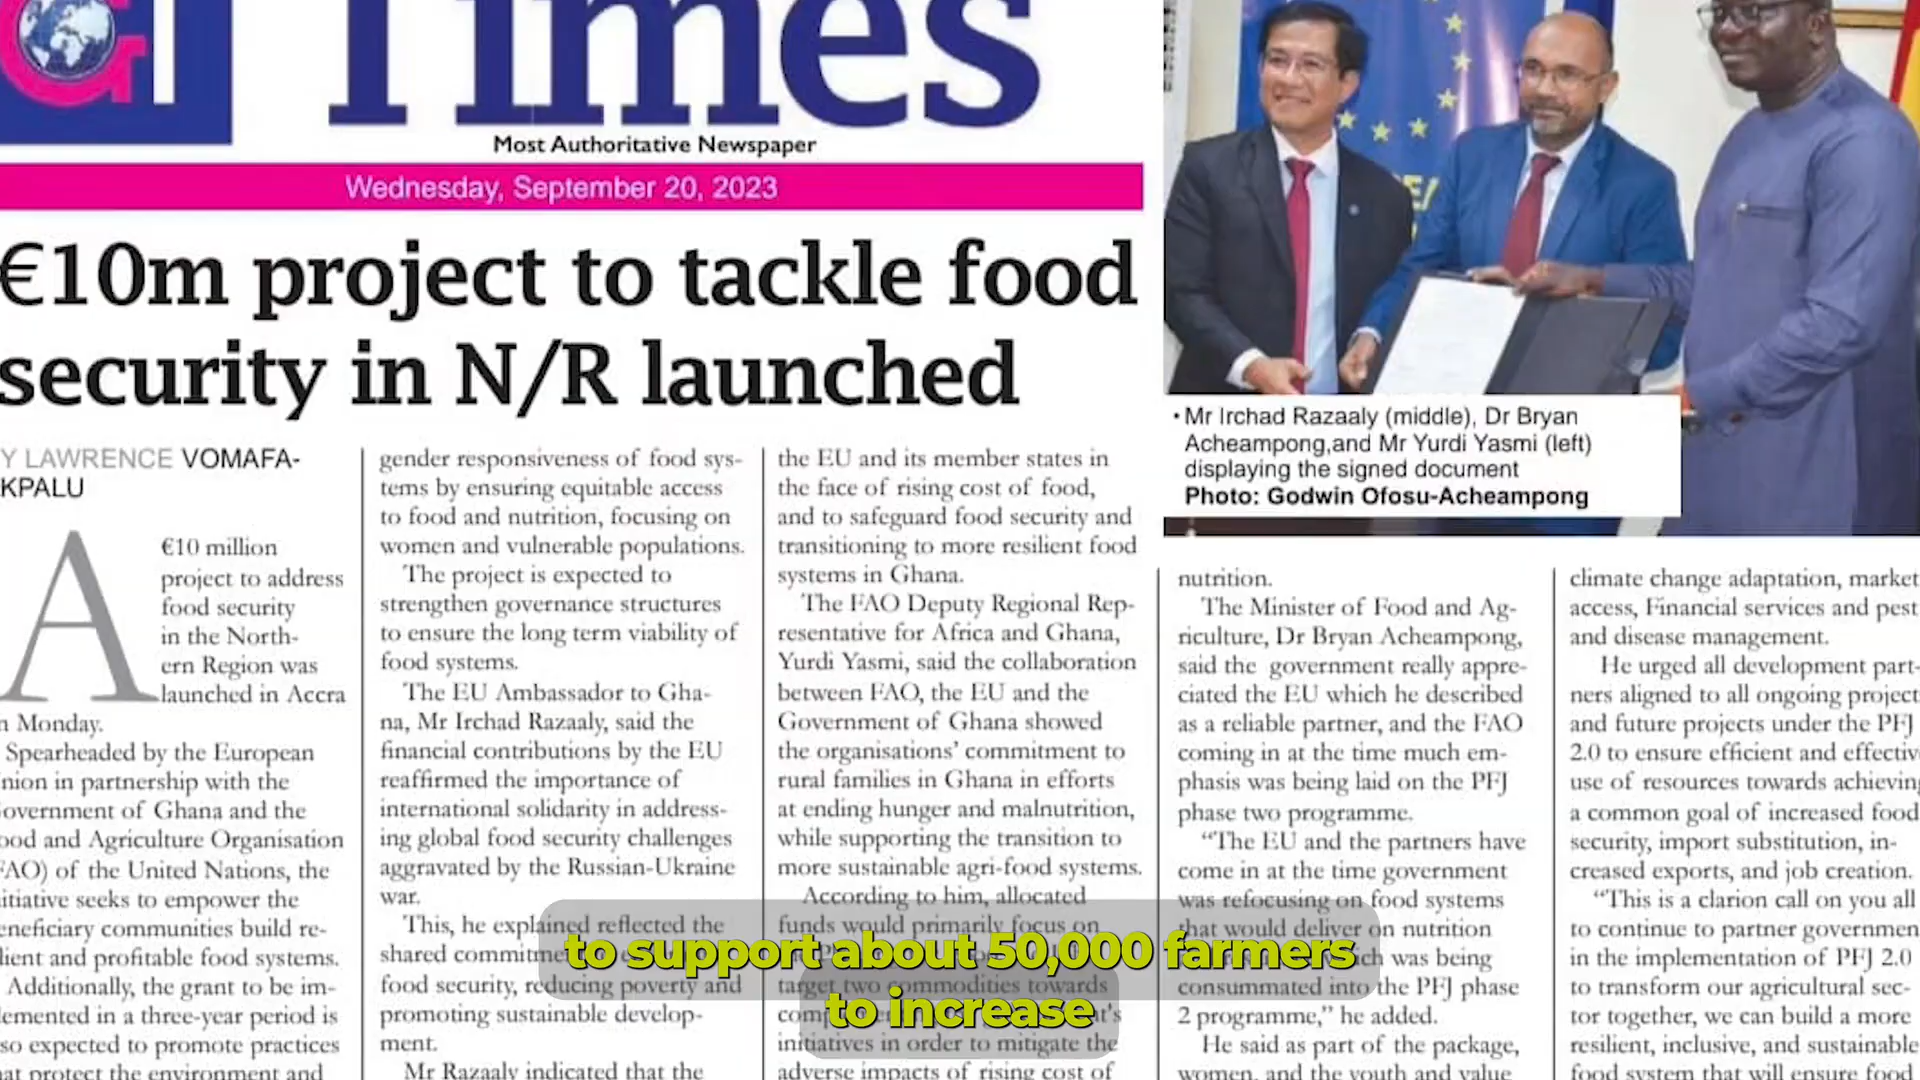 Times
Most Authoritative Newspaper
Wednesday, September 20, 2023
€10m project to tackle food
security in N/R launched
• Mr Irchad Razaaly (middle), Dr Bryan
Acheampong,and Mr Yurdi Yasmi (left)
displaying the signed document
Photo: Godwin Ofosu-Acheampong
Y LAWRENCE VOMAFA-
KPALU
A €10 million
project to address
food security
in the North-
ern Region was
launched in Accra
n Monday.
Spearheaded by the European
nion in partnership with the
overnment of Ghana and the
ood and Agriculture Organisation
FAO) of the United Nations, the
itiative seeks to empower the
eneficiary communities build re-
lient and profitable food systems.
Additionally, the grant to be im-
lemented in a three-year period is
so expected to promote practices
hat protect the environment and
gender responsiveness of food sys-
tems by ensuring equitable access
to food and nutrition, focusing on
women and vulnerable populations.
The project is expected to
strengthen governance structures
to ensure the long term viability of
food systems.
The EU Ambassador to Gha-
na, Mr Irchad Razaaly, said the
financial contributions by the EU
reaffirmed the importance of
international solidarity in address-
ing global food security challenges
aggravated by the Russian-Ukraine
war.
This, he explained reflected the
shared commitme
food security, reducing poverty and
promoting sustainable develop-
ment.
Mr Razaaly indicated that the
the EU and its member states in
the face of rising cost of food,
and to safeguard food security and
transitioning to more resilient food
systems in Ghana.
The FAO Deputy Regional Rep-
resentative for Africa and Ghana,
Yurdi Yasmi, said the collaboration
between FAO, the EU and the
Government of Ghana showed
the organisations' commitment to
rural families in Ghana in efforts
at ending hunger and malnutrition,
while supporting the transition to
more sustainable agri-food systems.
According to him, allocated
funds would primarily focus on
target two commodities towards
initiatives in order to mitigate the
adverse impacts of rising cost of
nutrition.
The Minister of Food and Ag-
riculture, Dr Bryan Acheampong,
said the government really appre-
ciated the EU which he described
as a reliable partner, and the FAO
coming in at the time much em-
phasis was being laid on the PFJ
phase two programme.
"The EU and the partners have
come in at the time government
was refocusing on food systems
that would deliver on nutrition
was being
consummated into the PFJ phase
2 programme," he added.
He said as part of the package,
women, and the youth and value
climate change adaptation, market
access, Financial services and pest
and disease management.
He urged all development part-
ners aligned to all ongoing project
and future projects under the PFJ
2.0 to ensure efficient and effectiv
use of resources towards achieving
a common goal of increased food
security, import substitution, in-
creased exports, and job creation.
"This is a clarion call on you all
to continue to partner governmen
in the implementation of PFJ 2.0
to transform our agricultural sec-
tor together, we can build a more
resilient, inclusive, and sustainable
food system that will ensure food
to support about 50,000 farmers
to increase